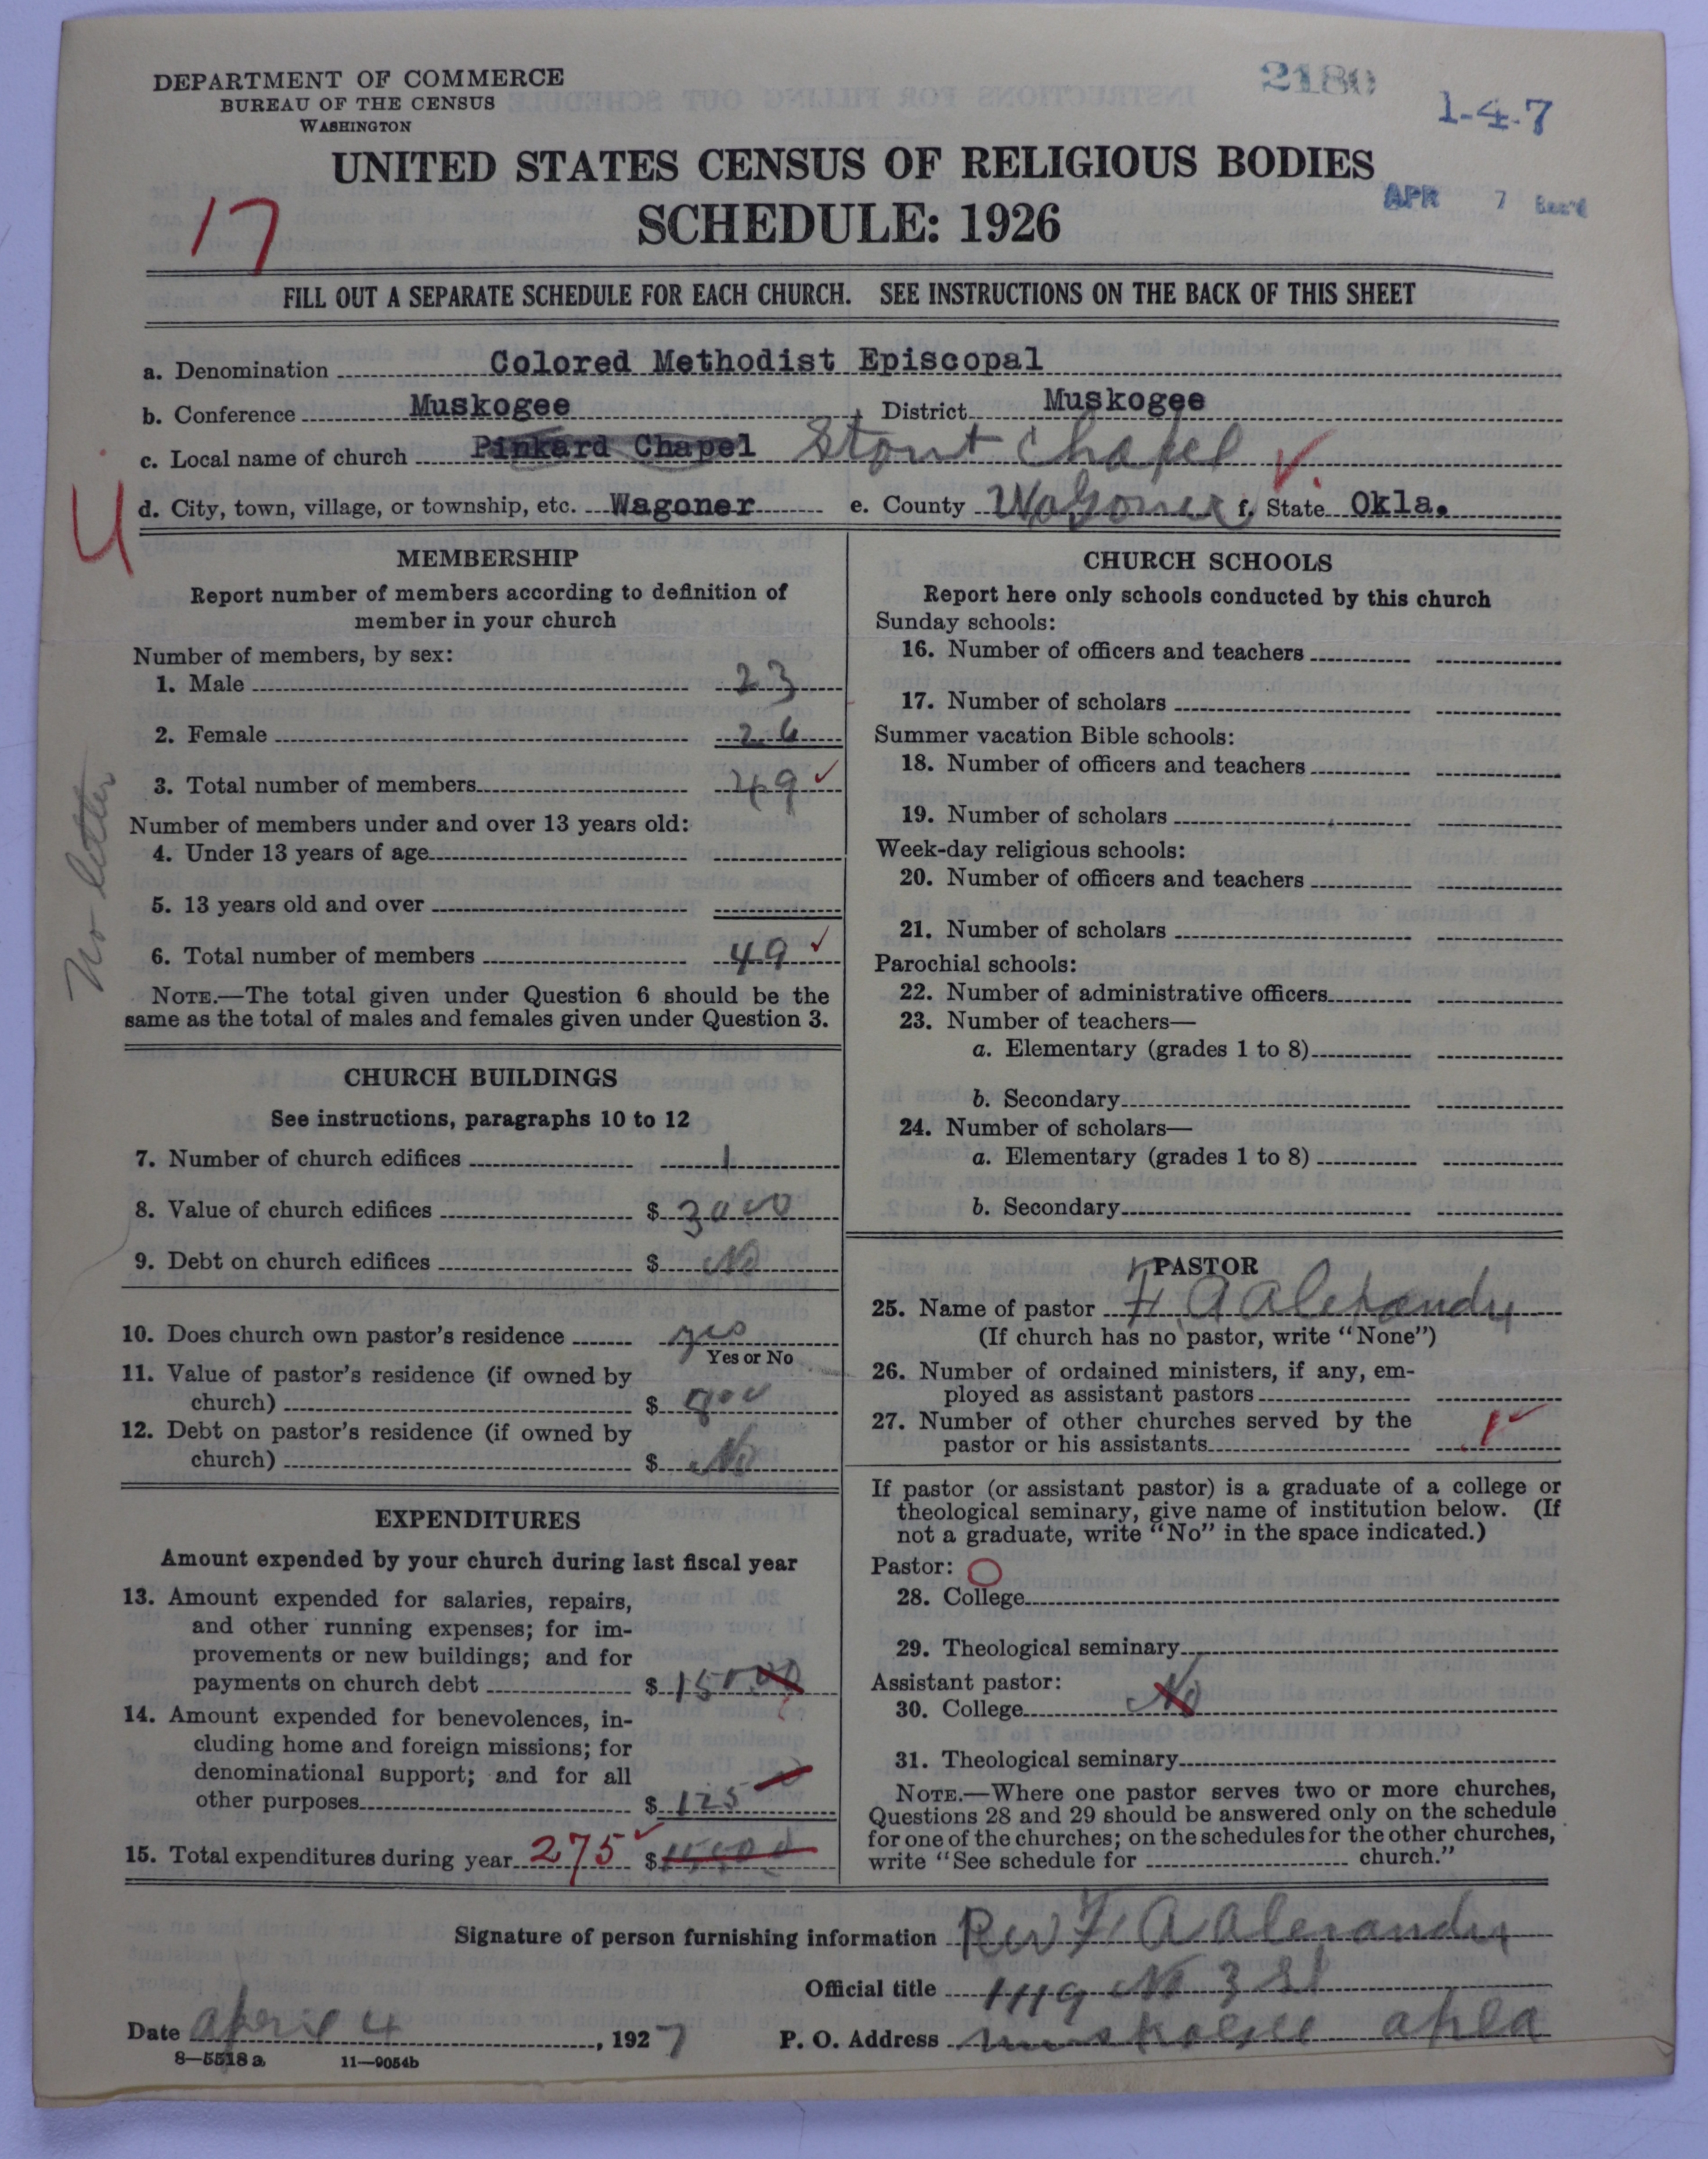 DEPARTMENT OF COMMERCE
BUREAU OF THE CENSUS
WASHINGTON
2180
1-4-7
UNITED STATES CENSUS OF RELIGIOUS BODIES
SCHEDULE: 1926
APR 7 Rec'd
17
FILL OUT A SEPARATE SCHEDULE FOR EACH CHURCH. SEE INSTRUCTIONS ON THE BACK OF THIS SHEET
a. Denomination Colored Methodist Episcopal
b. Conference Muskogee, District Muskogee
c. Local name of church Pinkard Chapel Stout Chapel ✓
d. City, town, village, or township, etc. Wagoner e. County Wagoner f. State Okla.
4
MEMBERSHIP
Report number of members according to definition of
member in your church
Number of members, by sex:
1. Male 23
2. Female 26
3. Total number of members 49 ✓
Number of members under and over 13 years old:
4. Under 13 years of age
5. 13 years old and over
6. Total number of members 49 ✓
NOTE.—The total given under Question 6 should be the
same as the total of males and females given under Question 3.
No letter
CHURCH BUILDINGS
See instructions, paragraphs 10 to 12
7. Number of church edifices 1
8. Value of church edifices $ 3000
9. Debt on church edifices $ No
10. Does church own pastor's residence yes
Yes or No
11. Value of pastor's residence (if owned by
church) $ 800
12. Debt on pastor's residence (if owned by
church) $ No
EXPENDITURES
Amount expended by your church during last fiscal year
13. Amount expended for salaries, repairs,
and other running expenses; for im-
provements or new buildings; and for
payments on church debt $ 150.00
14. Amount expended for benevolences, in-
cluding home and foreign missions; for
denominational support; and for all
other purposes $ 125
15. Total expenditures during year 275 ✓ $
CHURCH SCHOOLS
Report here only schools conducted by this church
Sunday schools:
16. Number of officers and teachers
17. Number of scholars
Summer vacation Bible schools:
18. Number of officers and teachers
19. Number of scholars
Week-day religious schools:
20. Number of officers and teachers
21. Number of scholars
Parochial schools:
22. Number of administrative officers
23. Number of teachers—
a. Elementary (grades 1 to 8)
b. Secondary
24. Number of scholars—
a. Elementary (grades 1 to 8)
b. Secondary
PASTOR
25. Name of pastor F. A Alexander
(If church has no pastor, write "None")
26. Number of ordained ministers, if any, em-
ployed as assistant pastors
27. Number of other churches served by the
pastor or his assistants 1 ✓
If pastor (or assistant pastor) is a graduate of a college or
theological seminary, give name of institution below. (If
not a graduate, write "No" in the space indicated.)
Pastor: O
28. College
29. Theological seminary
Assistant pastor:
30. College No
31. Theological seminary
NOTE.—Where one pastor serves two or more churches,
Questions 28 and 29 should be answered only on the schedule
for one of the churches; on the schedules for the other churches,
write "See schedule for church."
Signature of person furnishing information Rev F. A Alexander
Official title 1119 N 3 St
Date April 4, 1927 P. O. Address Muskogee okla
8—5518 a 11—9054b